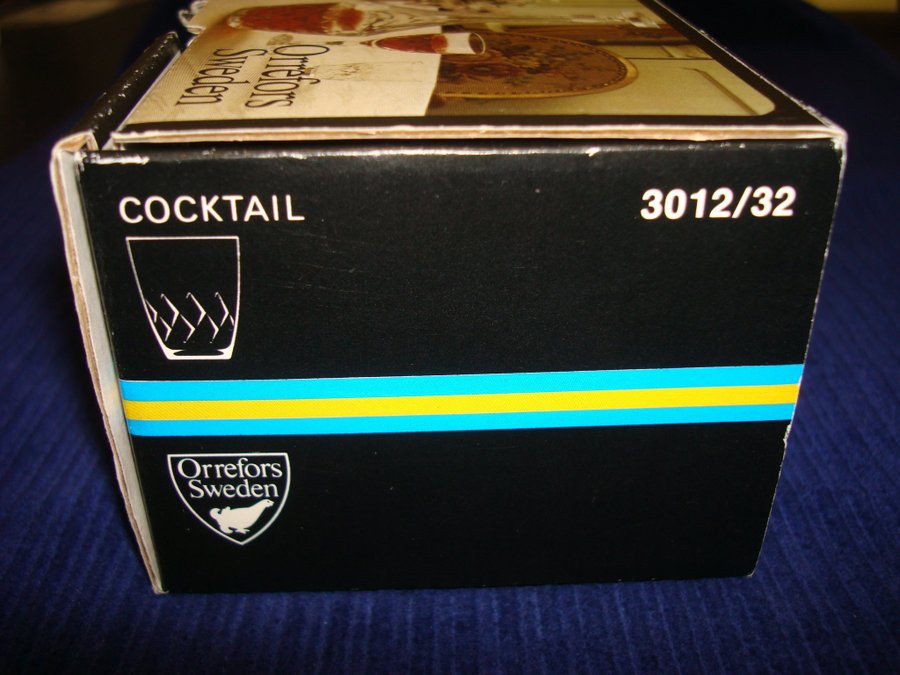 Orrefors
Sweden
COCKTAIL
3012/32
Orrefors
Sweden